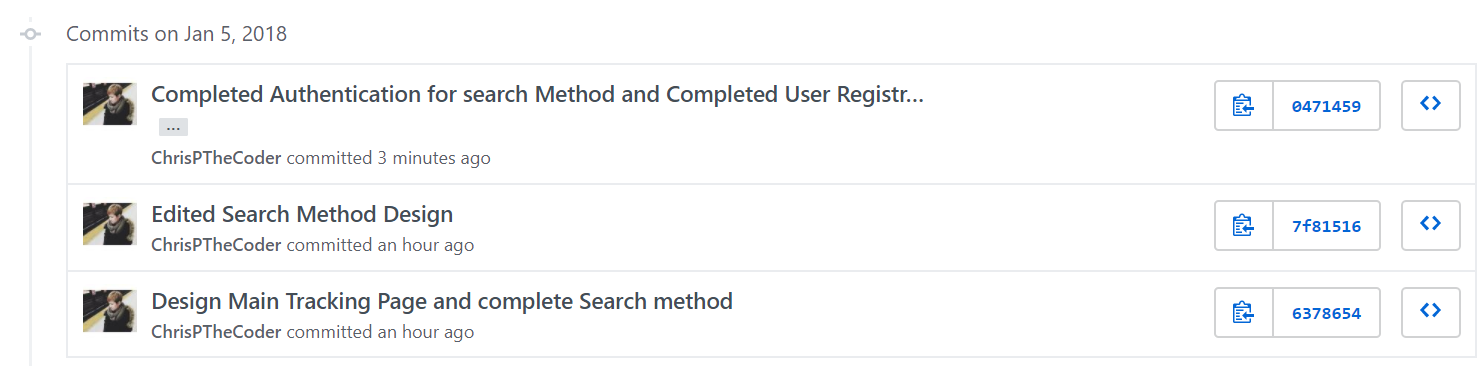 Commits on Jan 5, 2018
Completed Authentication for search Method and Completed User Registr...
...
ChrisPTheCoder committed 3 minutes ago
0471459
Edited Search Method Design
ChrisPTheCoder committed an hour ago
7f81516
Design Main Tracking Page and complete Search method
ChrisPTheCoder committed an hour ago
6378654